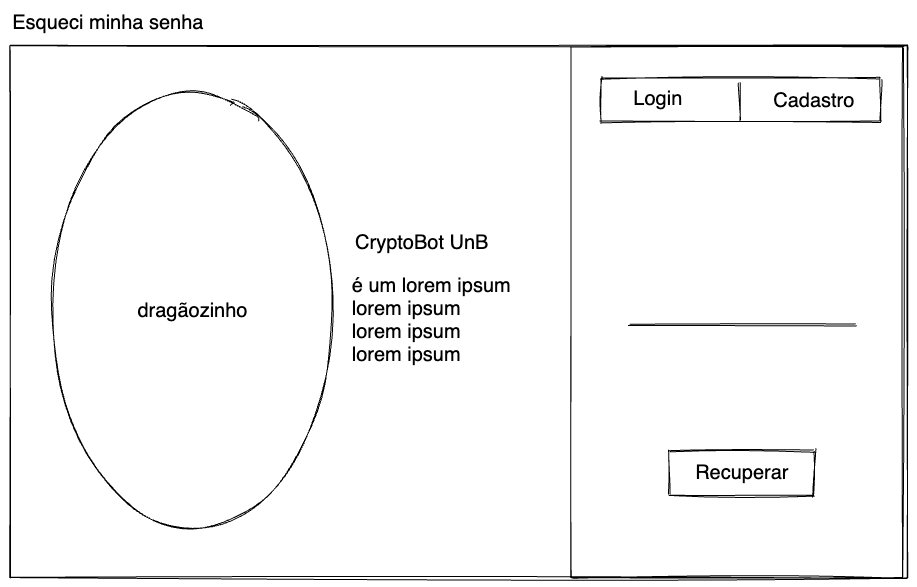 Esqueci minha senha
Login
Cadastro
CryptoBot UnB
é um lorem ipsum
lorem ipsum
lorem ipsum
lorem ipsum
dragãozinho
Recuperar